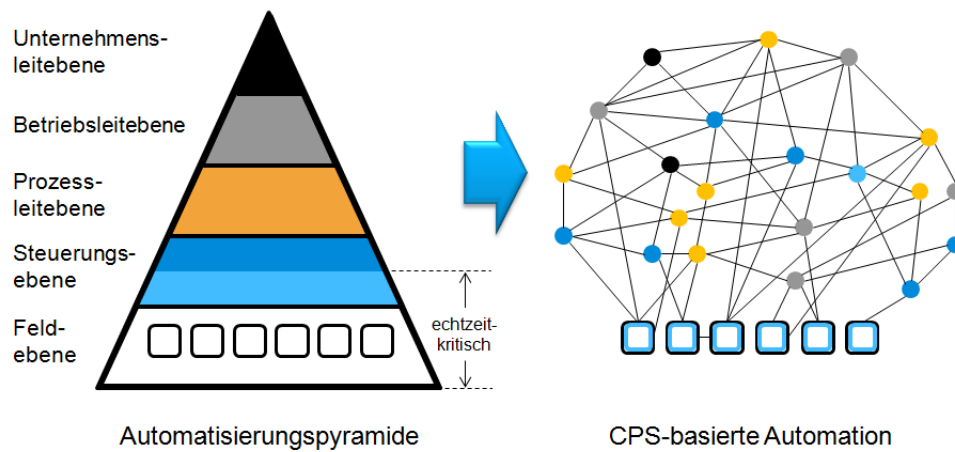 Unternehmens-
leitebene
Betriebsleitebene
Prozess-
leitebene
Steuerungs-
ebene
Feld-
ebene
echtzeit-
kritisch
Automatisierungspyramide
CPS-basierte Automation